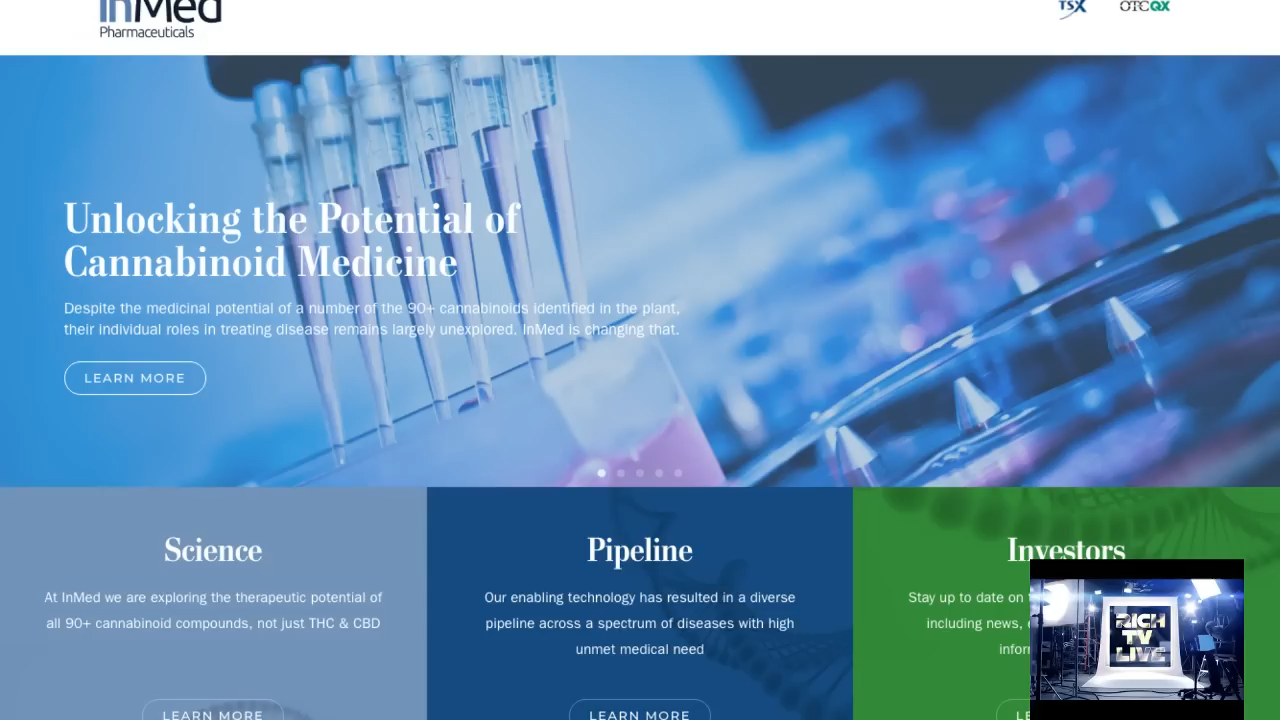 InMed
Pharmaceuticals
TSX
OTCQX
Unlocking the Potential of
Cannabinoid Medicine
Despite the medicinal potential of a number of the 90+ cannabinoids identified in the plant,
their individual roles in treating disease remains largely unexplored. InMed is changing that.
LEARN MORE
Science
At InMed we are exploring the therapeutic potential of
all 90+ cannabinoid compounds, not just THC & CBD
LEARN MORE
Pipeline
Our enabling technology has resulted in a diverse
pipeline across a spectrum of diseases with high
unmet medical need
LEARN MORE
Investors
Stay up to date on
including news,
RICH
TV
LIVE